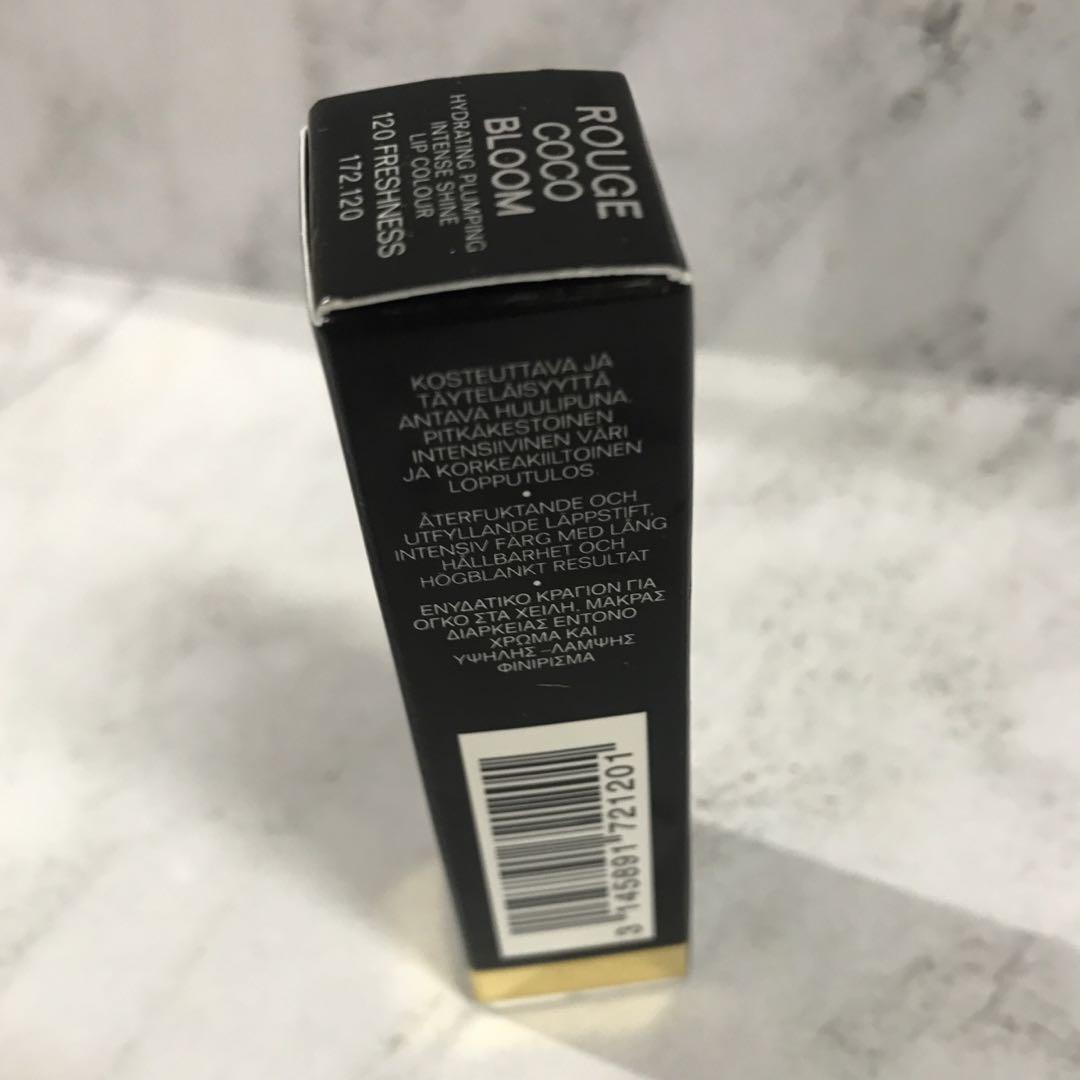 ROUGE
COCO
BLOOM
HYDRATING PLUMPING
INTENSE SHINE
LIP COLOUR
120 FRESHNESS
172.120
KOSTEUTTAVA JA
TÄYTELÄISYYTTÄ
ANTAVA HUULIPUNA.
PITKÄKESTOINEN
INTENSIIVINEN VÄRI
JA KORKEAKIILTOINEN
LOPPUTULOS
•
ÅTERFUKTANDE OCH
UTFYLLANDE LÄPPSTIFT.
INTENSIV FÄRG MED LÅNG
HÅLLBARHET OCH
HÖGBLANKT RESULTAT
•
ΕΝΥΔΑΤΙΚΟ ΚΡΑΓΙΟΝ ΓΙΑ
ΟΓΚΟ ΣΤΑ ΧΕΙΛΗ. ΜΑΚΡΑΣ
ΔΙΑΡΚΕΙΑΣ ΕΝΤΟΝΟ
ΧΡΩΜΑ ΚΑΙ
ΥΨΗΛΗΣ –ΛΑΜΨΗΣ
ΦΙΝΙΡΙΣΜΑ
3 145891 721201